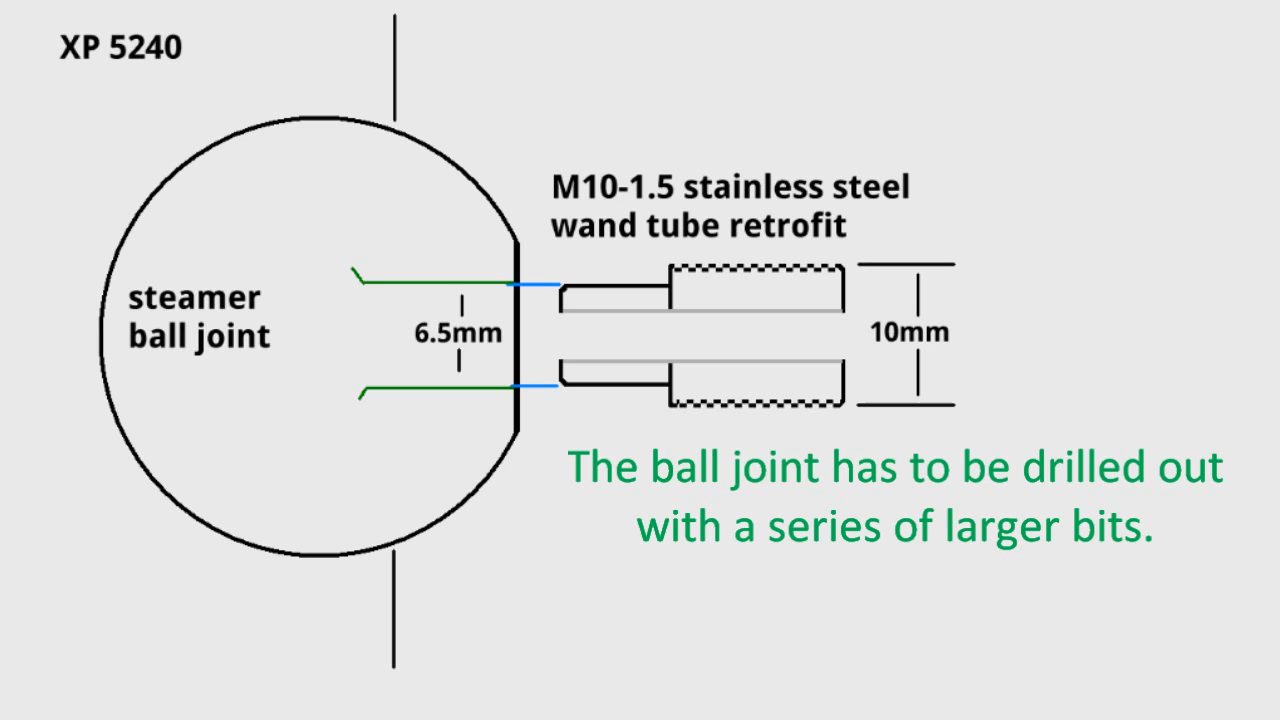 XP 5240
M10-1.5 stainless steel
wand tube retrofit
steamer
ball joint
6.5mm
10mm
The ball joint has to be drilled out
with a series of larger bits.